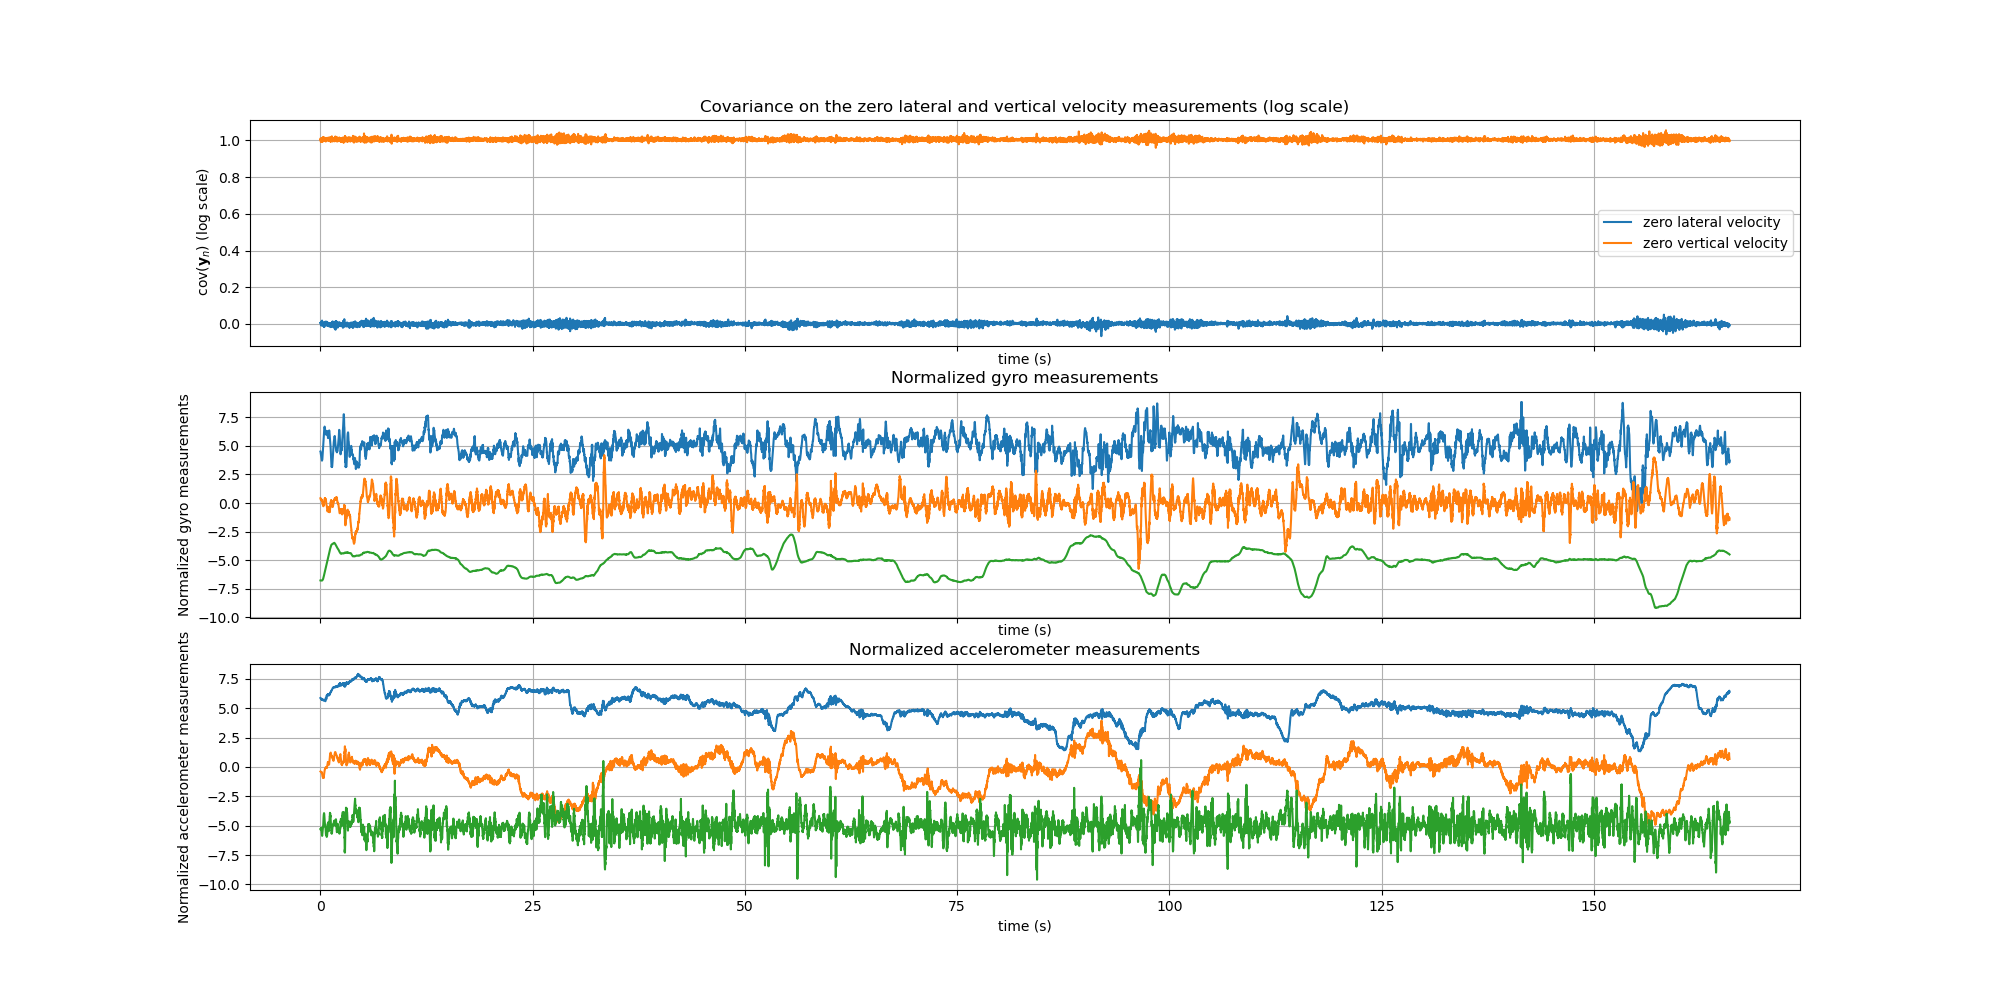 Covariance on the zero lateral and vertical velocity measurements (log scale)
cov(𝐲ₙ) (log scale)
1.0
0.8
0.6
0.4
0.2
0.0
zero lateral velocity
zero vertical velocity
time (s)
Normalized gyro measurements
Normalized gyro measurements
7.5
5.0
2.5
0.0
−2.5
−5.0
−7.5
−10.0
time (s)
Normalized accelerometer measurements
Normalized accelerometer measurements
7.5
5.0
2.5
0.0
−2.5
−5.0
−7.5
−10.0
0 25 50 75 100 125 150
time (s)